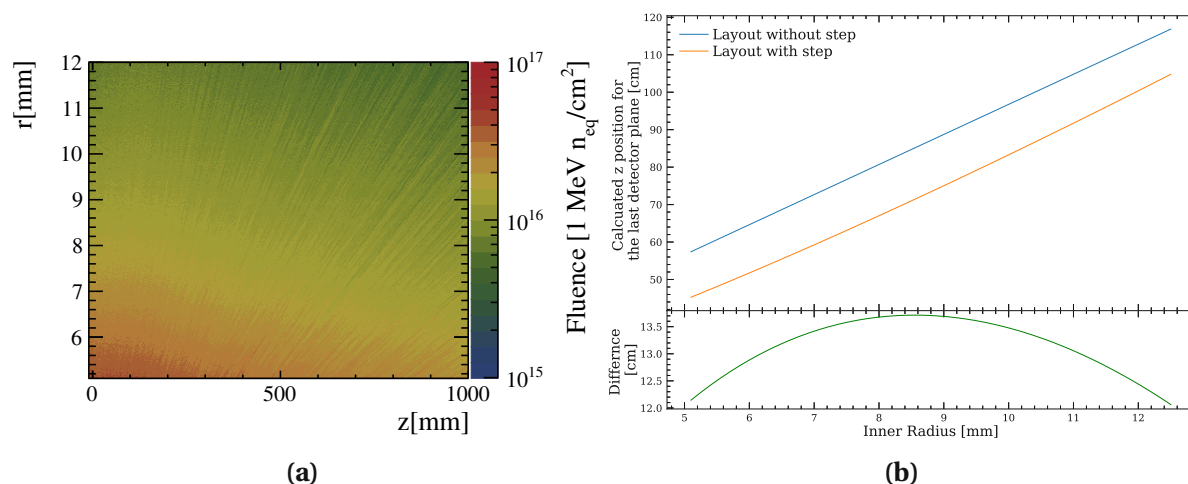 r[mm]
12
11
10
9
8
7
6
0
500
1000
z[mm]
10^17
10^16
10^15
Fluence [1 MeV n_eq/cm^2]
(a)
Layout without step
Layout with step
Calcuated z position for
the last detector plane [cm]
120
110
100
90
80
70
60
50
Differnce
[cm]
13.5
13.0
12.5
12.0
5
6
7
8
9
10
11
12
Inner Radius [mm]
(b)